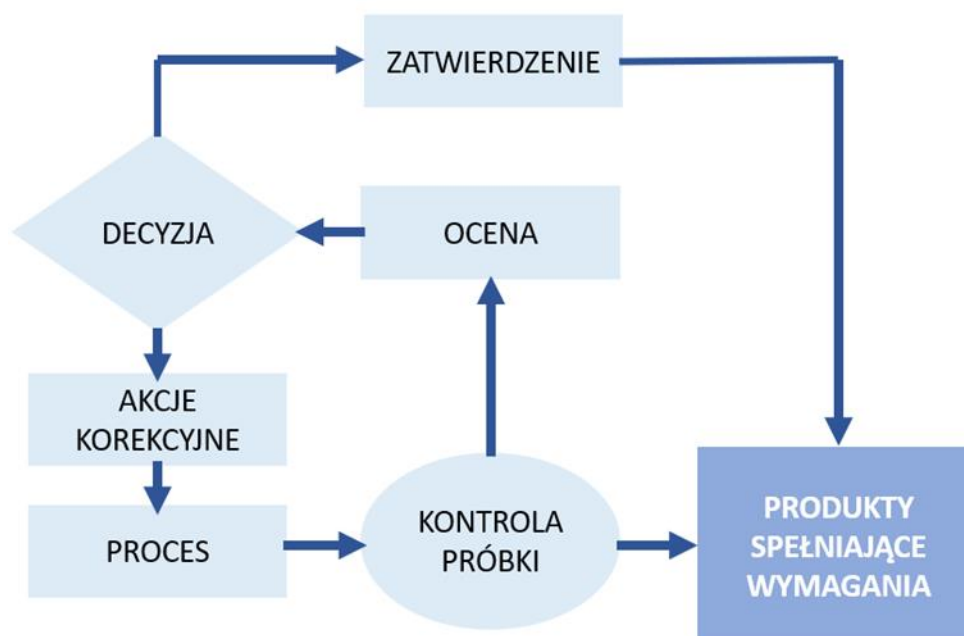 ZATWIERDZENIE
DECYZJA
OCENA
AKCJE
KOREKCYJNE
PROCES
KONTROLA
PRÓBKI
PRODUKTY
SPEŁNIAJĄCE
WYMAGANIA